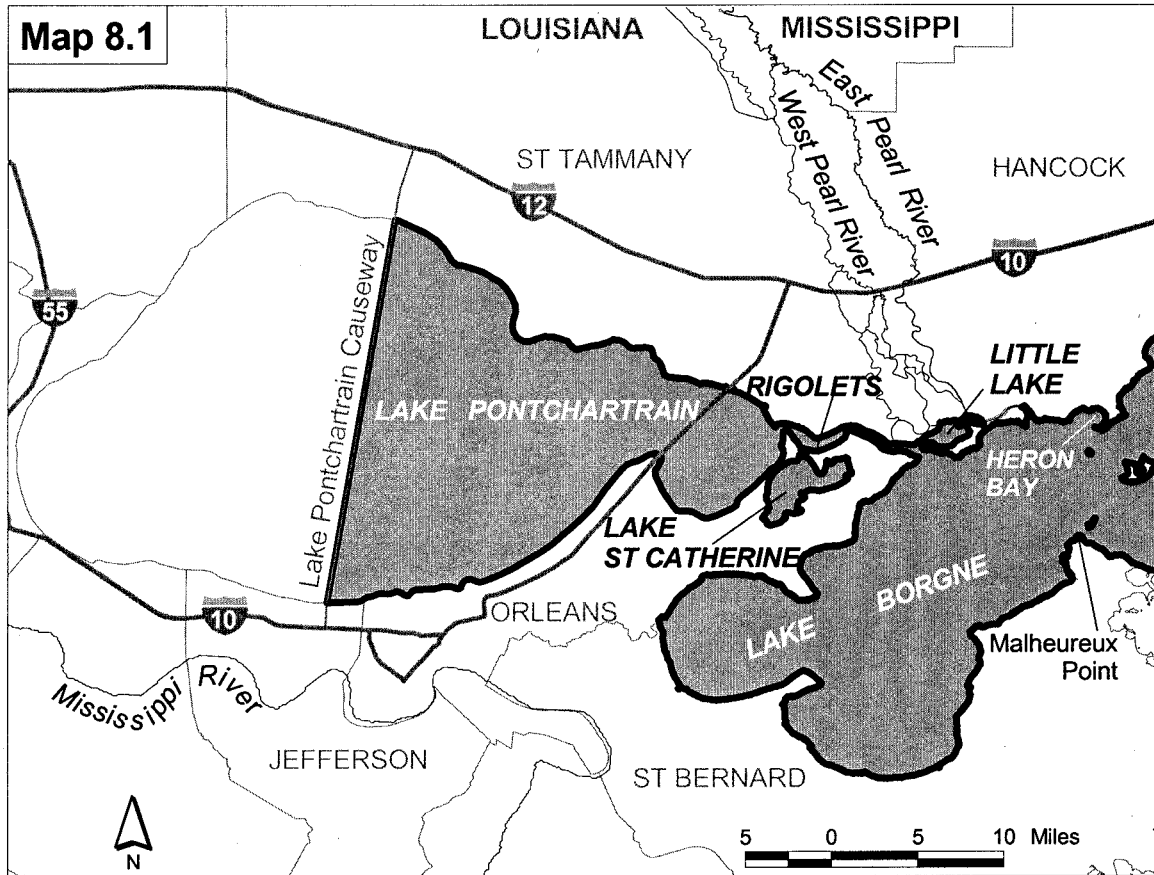 Map 8.1
LOUISIANA
MISSISSIPPI
East Pearl River
West Pearl River
ST TAMMANY
HANCOCK
12
10
55
Lake Pontchartrain Causeway
LITTLE
LAKE
RIGOLETS
LAKE PONTCHARTRAIN
HERON
BAY
LAKE
ST CATHERINE
BORGNE
LAKE
10
ORLEANS
Malheureux
Point
Mississippi River
JEFFERSON
ST BERNARD
N
5 0 5 10 Miles